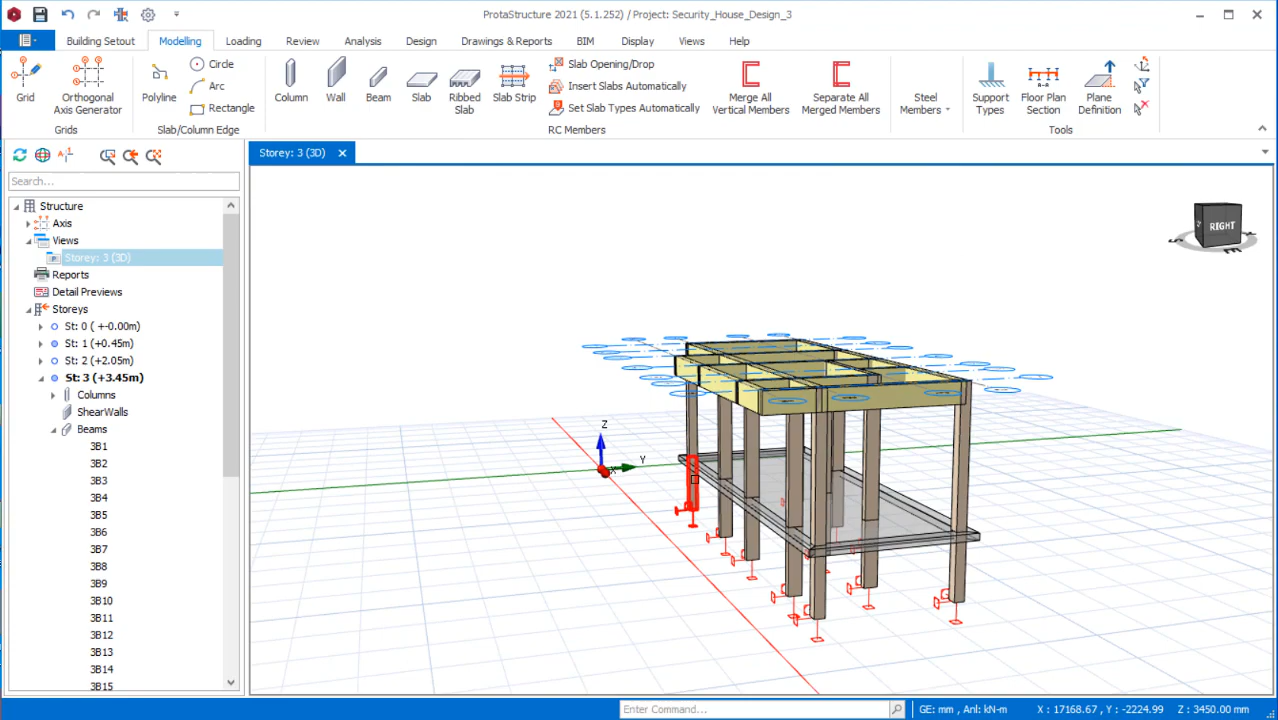 ProtaStructure 2021 (5.1.252) / Project: Security_House_Design_3
Building Setout
Modelling
Loading
Review
Analysis
Design
Drawings & Reports
BIM
Display
Views
Help
Grid
Orthogonal
Axis Generator
Grids
Polyline
Circle
Arc
Rectangle
Slab/Column Edge
Column
Wall
Beam
Slab
Ribbed
Slab
Slab Strip
Slab Opening/Drop
Insert Slabs Automatically
Set Slab Types Automatically
Merge All
Vertical Members
Separate All
Merged Members
RC Members
Steel
Members
Support
Types
Floor Plan
Section
Plane
Definition
Tools
Storey: 3 (3D)
Search...
Structure
Axis
Views
Storey: 3 (3D)
Reports
Detail Previews
Storeys
St: 0 ( +-0.00m)
St: 1 (+0.45m)
St: 2 (+2.05m)
St: 3 (+3.45m)
Columns
ShearWalls
Beams
3B1
3B2
3B3
3B4
3B5
3B6
3B7
3B8
3B9
3B10
3B11
3B12
3B13
3B14
3B15
RIGHT
Z
Y
X
Enter Command...
GE: mm , Anl: kN-m
X : 17168.67 , Y : -2224.99
Z : 3450.00 mm